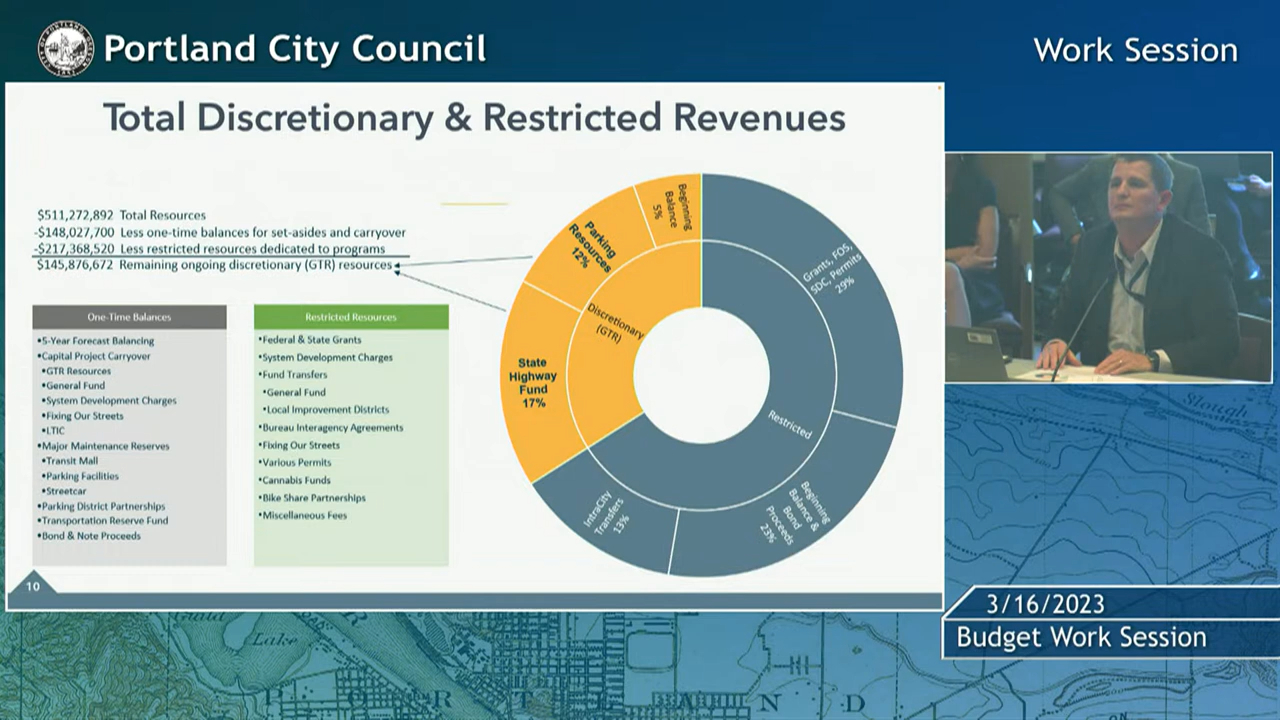 Portland City Council
Work Session
Total Discretionary & Restricted Revenues
$511,272,892 Total Resources
-$148,027,700 Less one-time balances for set-asides and carryover
-$217,368,520 Less restricted resources dedicated to programs
$145,876,672 Remaining ongoing discretionary (GTR) resources
One-Time Balances
•5-Year Forecast Balancing
•Capital Project Carryover
•GTR Resources
•General Fund
•System Development Charges
•Fixing Our Streets
•LTIC
•Major Maintenance Reserves
•Transit Mall
•Parking Facilities
•Streetcar
•Parking District Partnerships
•Transportation Reserve Fund
•Bond & Note Proceeds
Restricted Resources
•Federal & State Grants
•System Development Charges
•Fund Transfers
•General Fund
•Local Improvement Districts
•Bureau Interagency Agreements
•Fixing Our Streets
•Various Permits
•Cannabis Funds
•Bike Share Partnerships
•Miscellaneous Fees
Beginning
Balance
5%
Parking
Resources
12%
State
Highway
Fund
17%
Discretionary
(GTR)
Grants, FOS,
SDC, Permits
29%
Restricted
Beginning
Balance &
Bond
Proceeds
23%
IntraCity
Transfers
13%
10
3/16/2023
Budget Work Session
Slough
Guild
Lake
P O R T L A N D